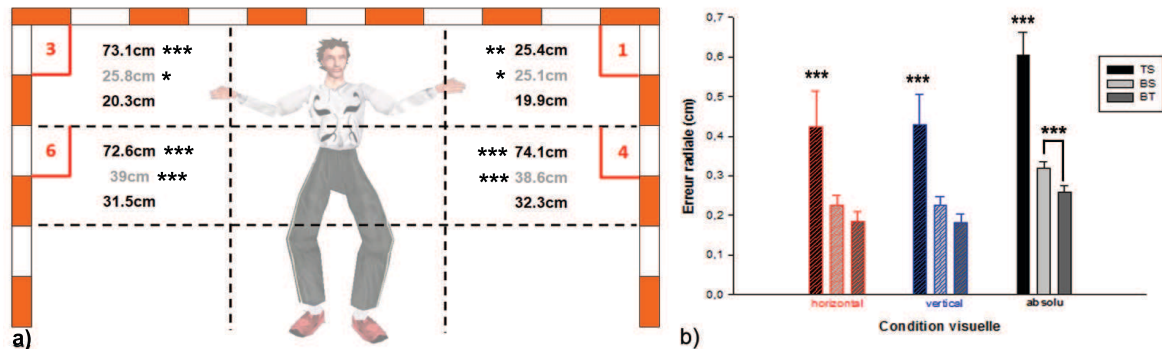 3
73.1cm ***
25.8cm *
20.3cm
** 25.4cm
* 25.1cm
19.9cm
1
6
72.6cm ***
39cm ***
31.5cm
*** 74.1cm
*** 38.6cm
32.3cm
4
a)
Erreur radiale (cm)
0,7
0,6
0,5
0,4
0,3
0,2
0,1
0,0
***
***
***
***
TS
BS
BT
horizontal
vertical
absolu
Condition visuelle
b)